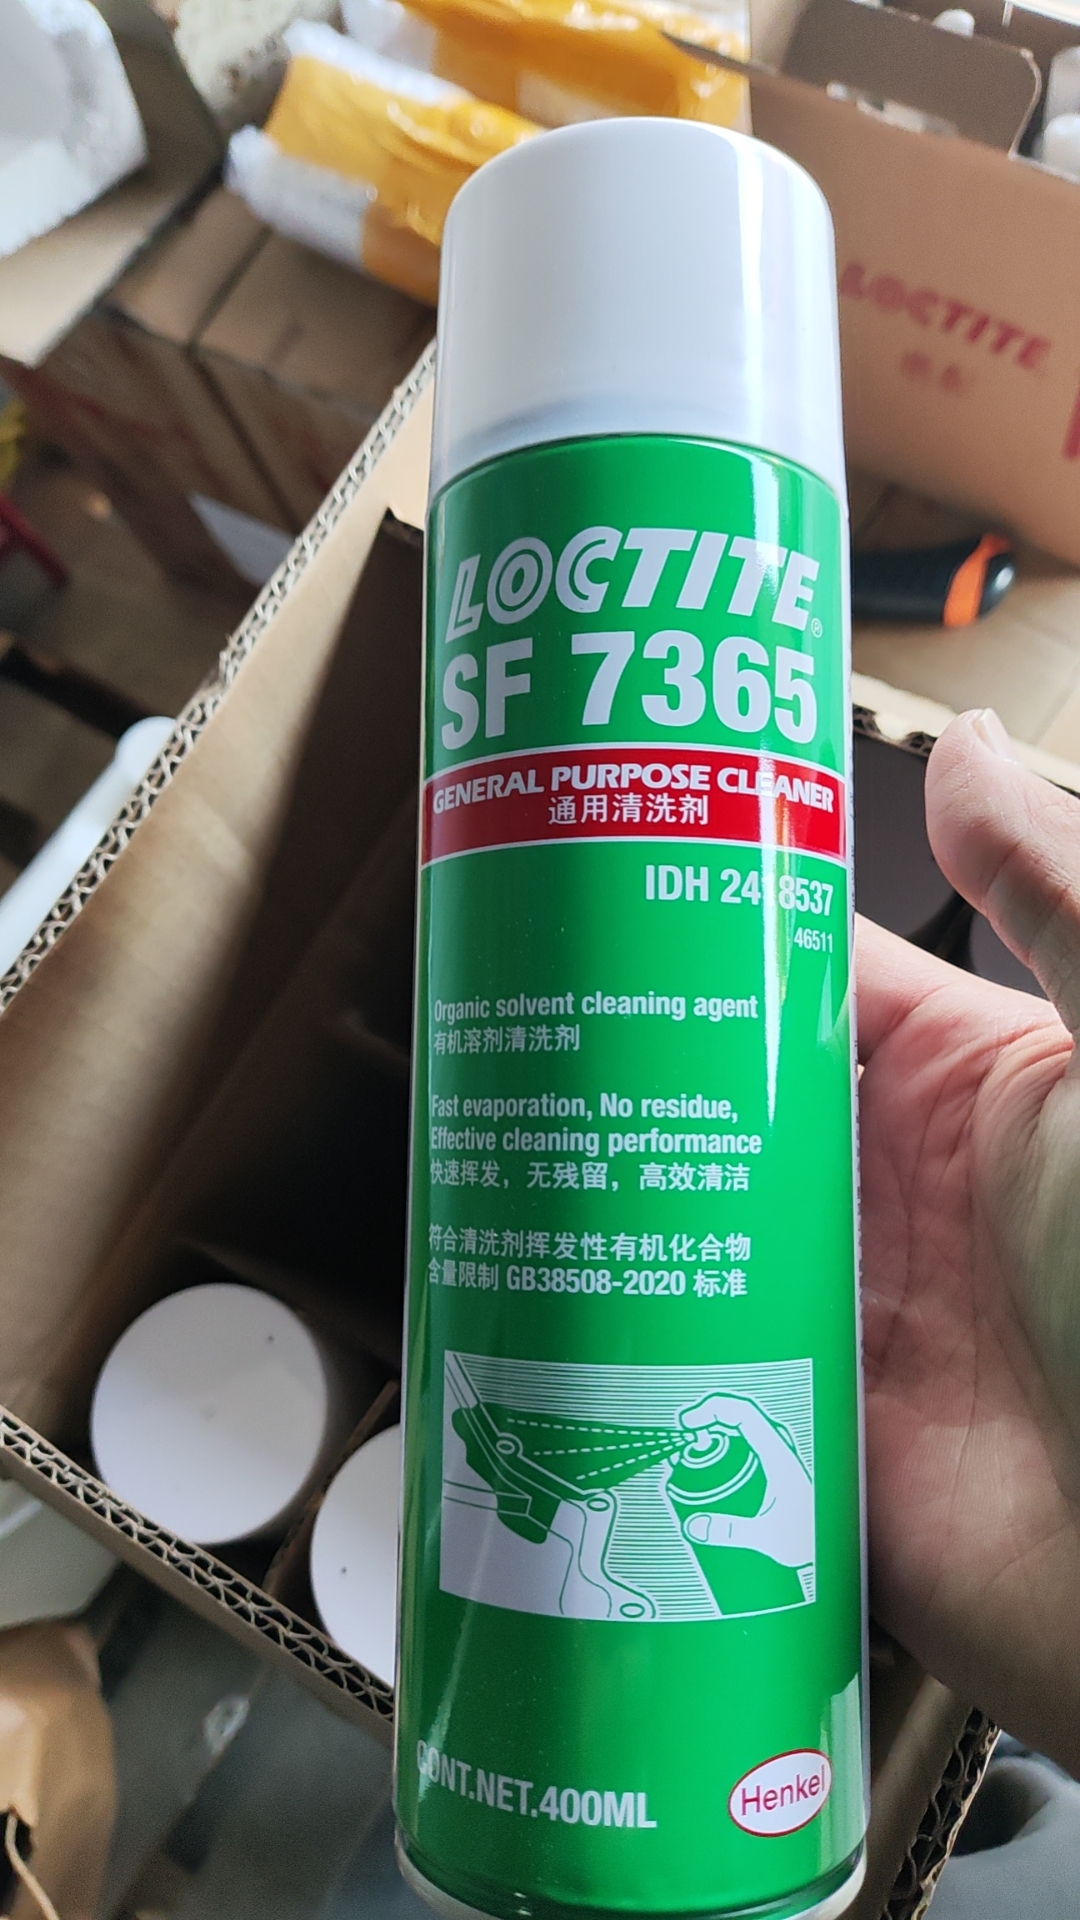 LOCTITE
LOCTITE®
SF 7365
GENERAL PURPOSE CLEANER
通用清洗剂
IDH 2418537
46511
Organic solvent cleaning agent
有机溶剂清洗剂
Fast evaporation, No residue,
Effective cleaning performance
快速挥发，无残留，高效清洁
符合清洗剂挥发性有机化合物
含量限制 GB38508-2020 标准
CONT.NET.400ML
Henkel